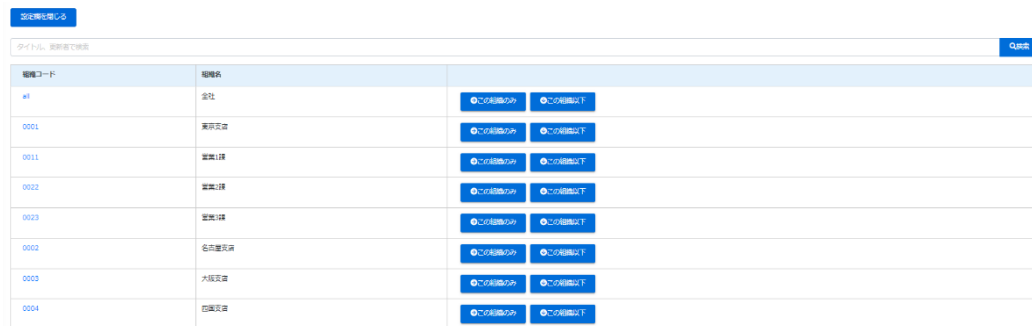 設定欄を閉じる
タイトル、更新者で検索 検索
組織コード 組織名
all 全社 この組織のみ この組織以下
0001 東京支店 この組織のみ この組織以下
0011 営業1課 この組織のみ この組織以下
0022 営業2課 この組織のみ この組織以下
0023 営業3課 この組織のみ この組織以下
0002 名古屋支店 この組織のみ この組織以下
0003 大阪支店 この組織のみ この組織以下
0004 四国支店 この組織のみ この組織以下